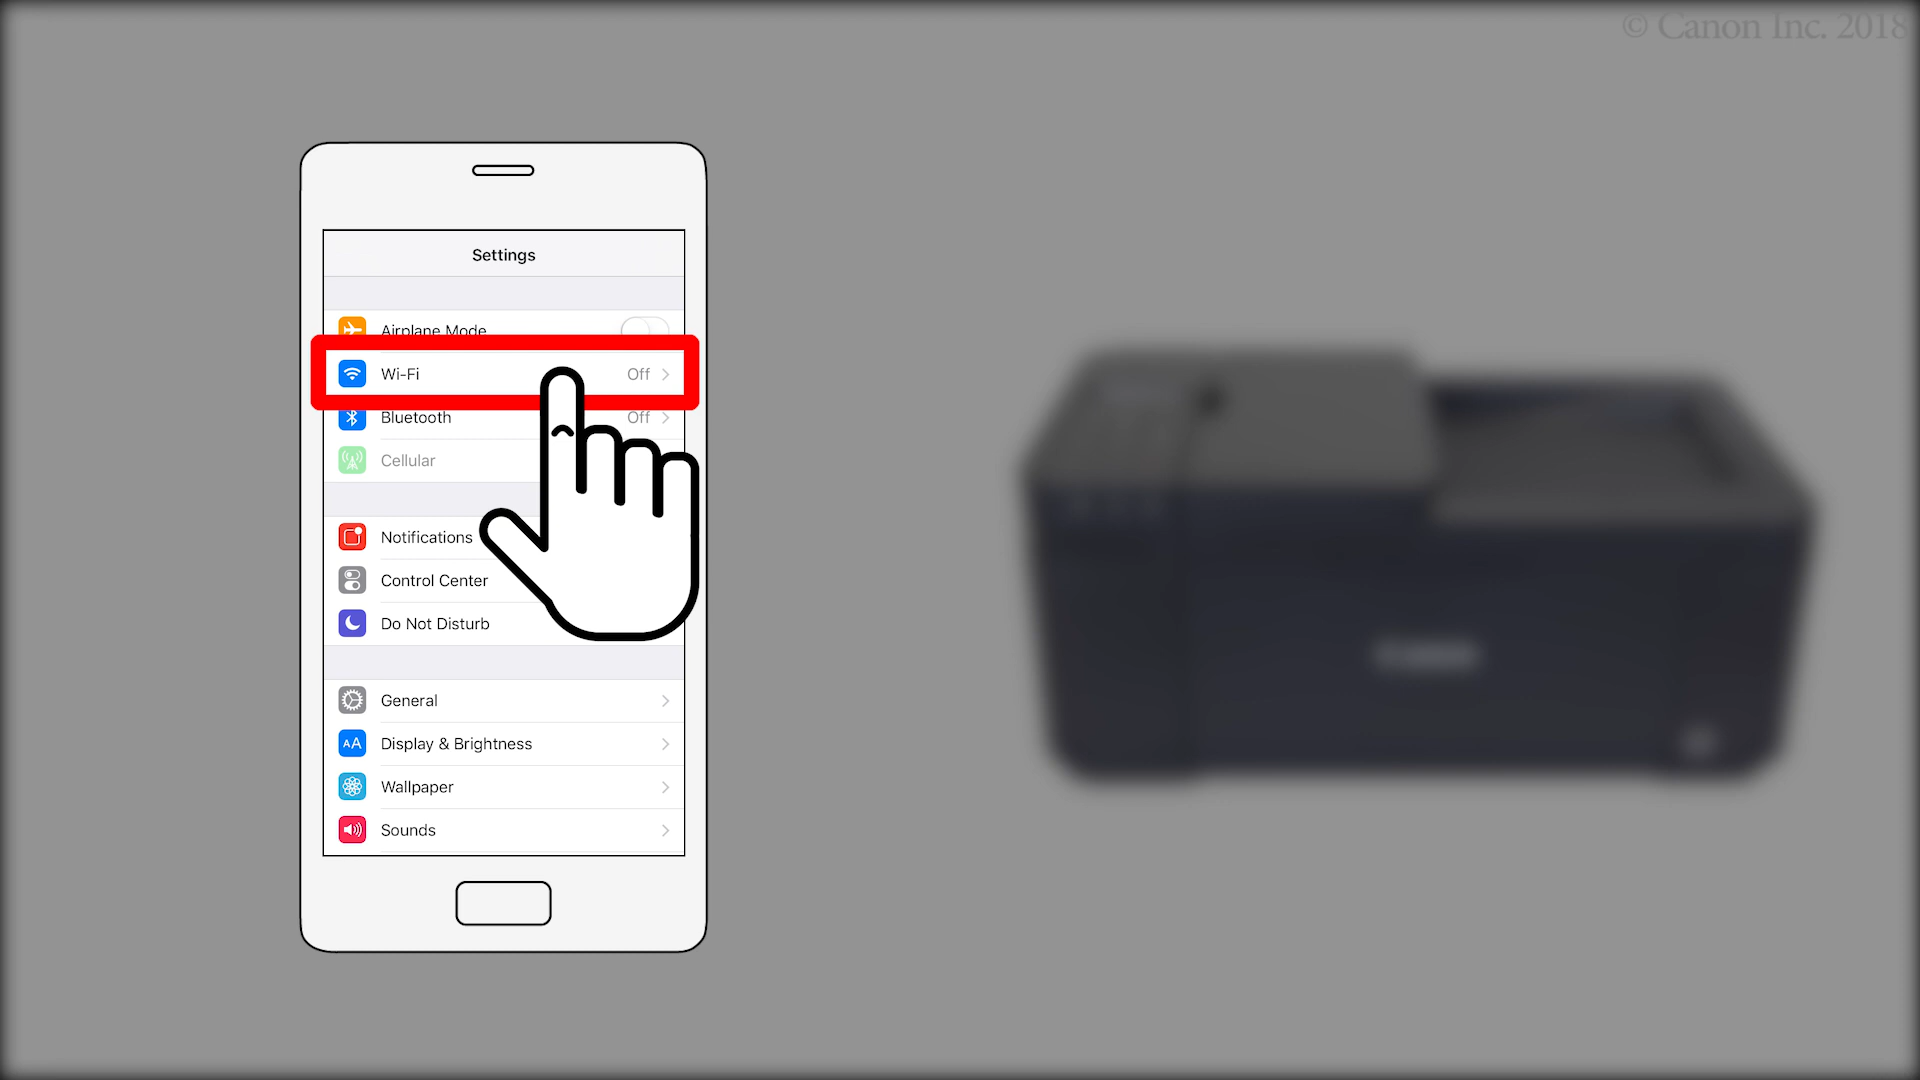 © Canon Inc. 2018
Settings
Airplane Mode
Wi-Fi Off
Bluetooth Off
Cellular
Notifications
Control Center
Do Not Disturb
General
AA Display & Brightness
Wallpaper
Sounds